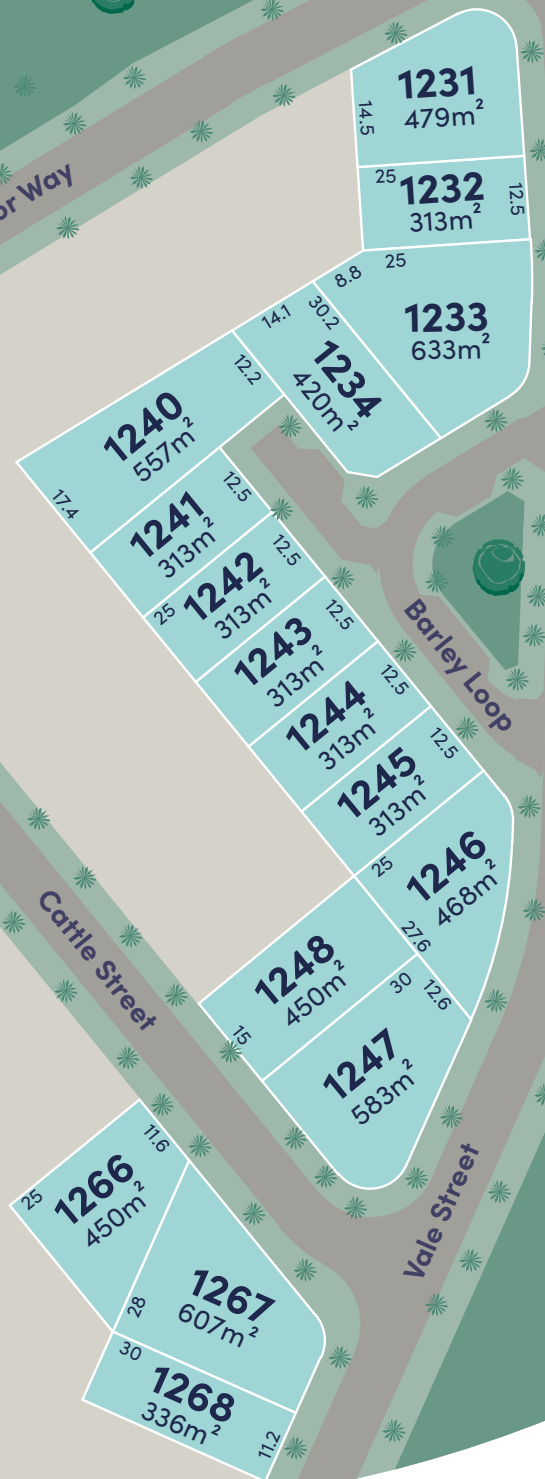 1231
479m²
14.5
25
1232
313m²
12.5
or Way
25
8.8
1233
633m²
14.1
30.2
1234
420m²
12.2
1240
557m²
17.4
1241
313m²
12.5
1242
313m²
12.5
25
1243
313m²
12.5
1244
313m²
12.5
1245
313m²
12.5
Barley Loop
1246
468m²
25
27.6
Cattle Street
1248
450m²
15
30
12.6
1247
583m²
Vale Street
11.6
1266
450m²
25
1267
607m²
28
30
1268
336m²
11.2